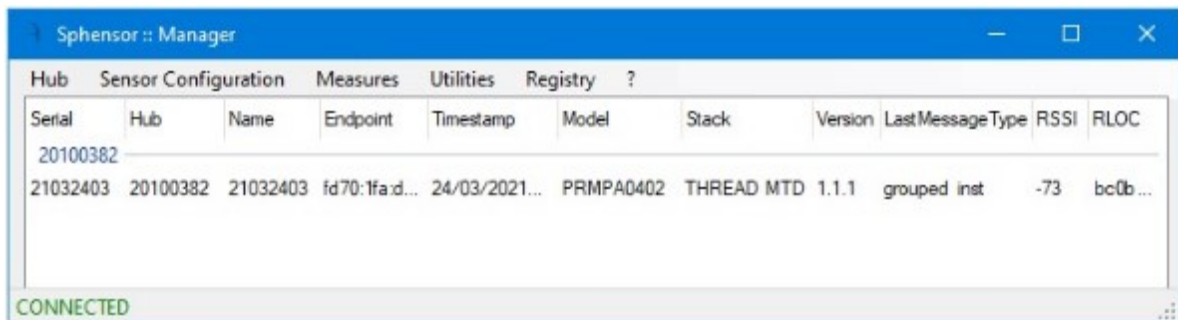 Sphensor :: Manager
Hub Sensor Configuration Measures Utilities Registry ?
Serial Hub Name Endpoint Timestamp Model Stack Version LastMessageType RSSI RLOC
20100382
21032403 20100382 21032403 fd70:1fa:d... 24/03/2021... PRMPA0402 THREAD MTD 1.1.1 grouped inst -73 bc0b...
CONNECTED